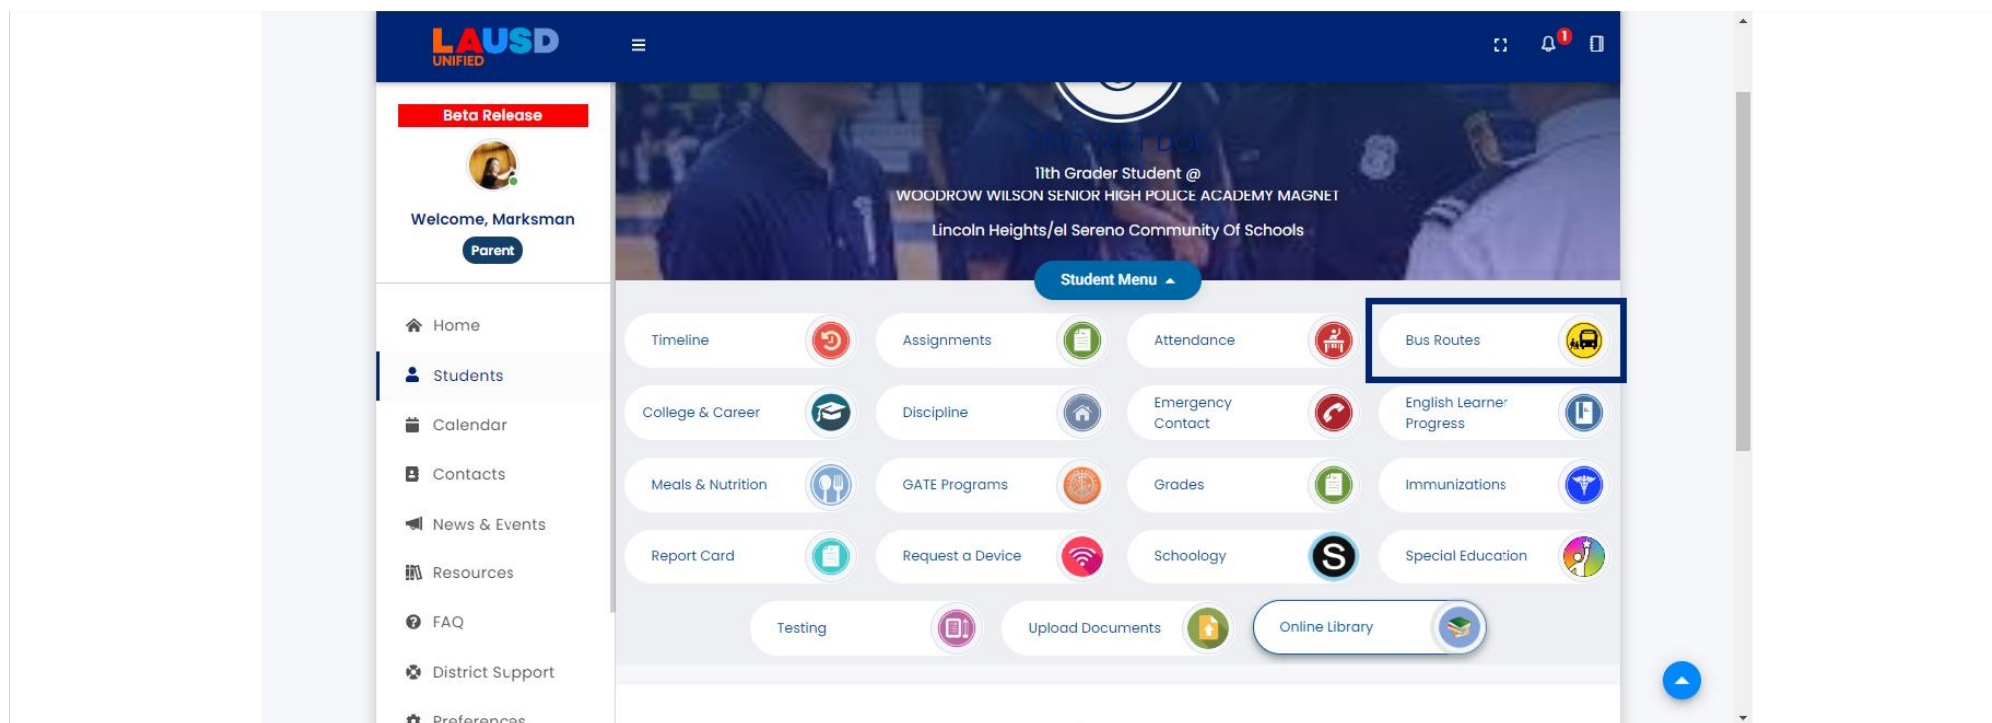 LAUSD
UNIFIED
1
Beta Release
Welcome, Marksman
Parent
Home
Students
Calendar
Contacts
News & Events
Resources
FAQ
District Support
Preferences
11th Grader Student @
WOODROW WILSON SENIOR HIGH POLICE ACADEMY MAGNET
Lincoln Heights/el Sereno Community Of Schools
Student Menu
Timeline
Assignments
Attendance
Bus Routes
College & Career
Discipline
Emergency
Contact
English Learner
Progress
Meals & Nutrition
GATE Programs
Grades
Immunizations
Report Card
Request a Device
Schoology
S
Special Education
Testing
Upload Documents
Online Library